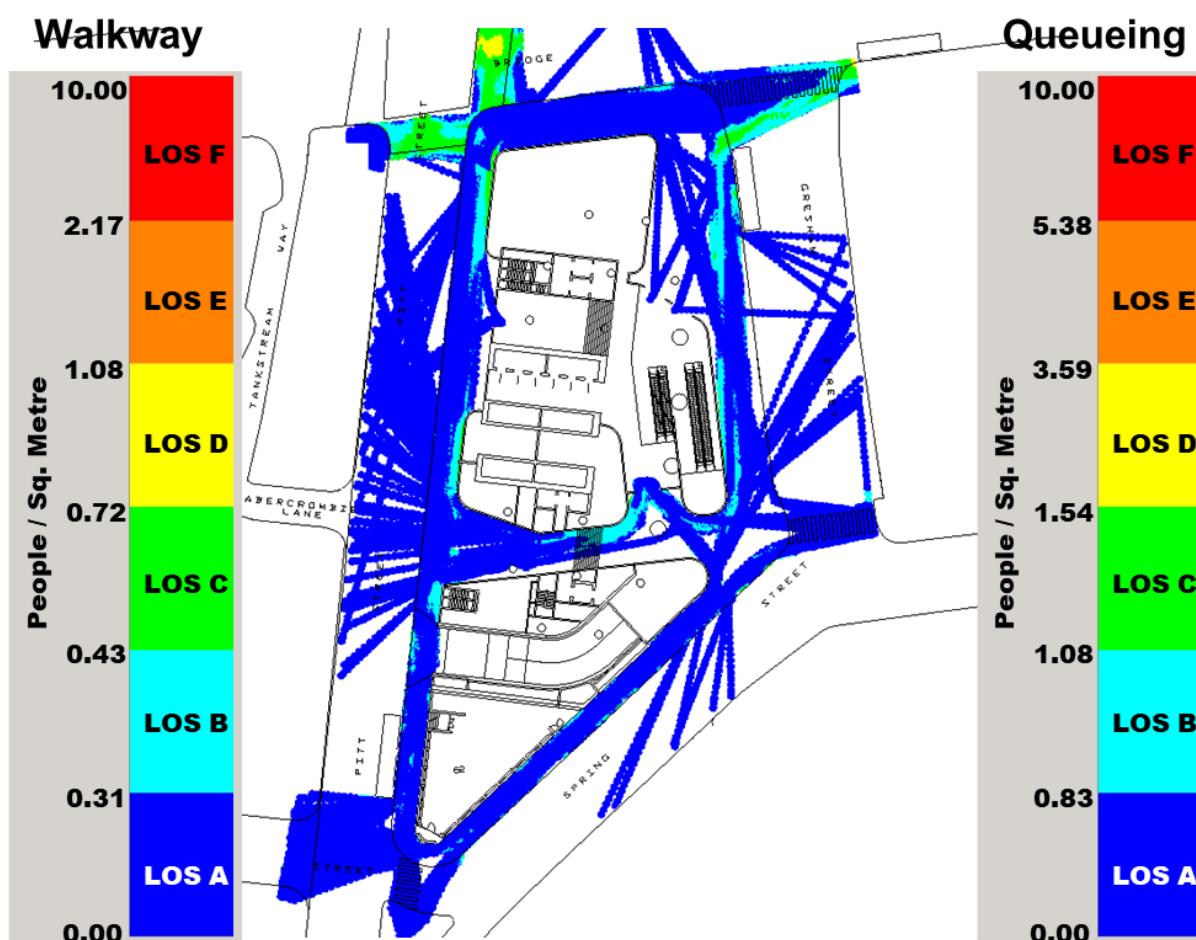 Walkway
10.00
LOS F
2.17
LOS E
1.08
LOS D
0.72
LOS C
0.43
LOS B
0.31
LOS A
0.00
People / Sq. Metre
TANKSTREAM WAY
ABERCROMBIE
LANE
PITT
PITT
STREET
SPRING
STREET
GRESHAM
STREET
BRIDGE
STREET
STREET
Queueing
10.00
LOS F
5.38
LOS E
3.59
LOS D
1.54
LOS C
1.08
LOS B
0.83
LOS A
0.00
People / Sq. Metre